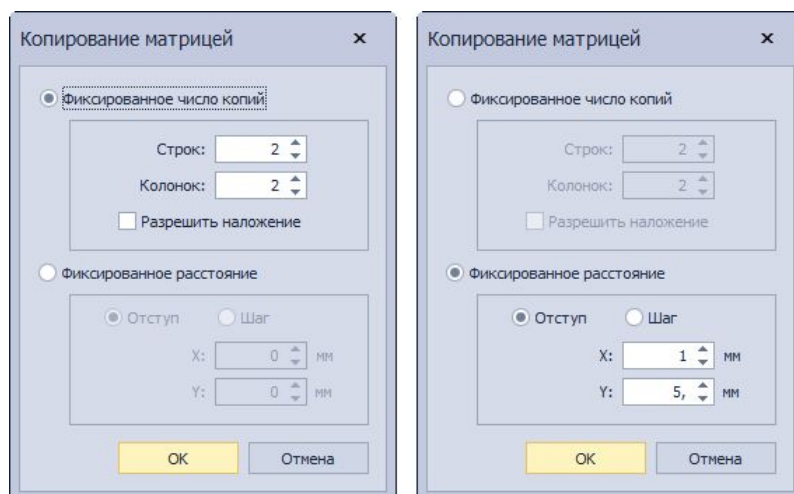 Копирование матрицей x
Фиксированное число копий
Строк: 2
Колонок: 2
Разрешить наложение
Фиксированное расстояние
Отступ Шаг
X: 0 мм
Y: 0 мм
OK Отмена
Копирование матрицей x
Фиксированное число копий
Строк: 2
Колонок: 2
Разрешить наложение
Фиксированное расстояние
Отступ Шаг
X: 1 мм
Y: 5, мм
OK Отмена